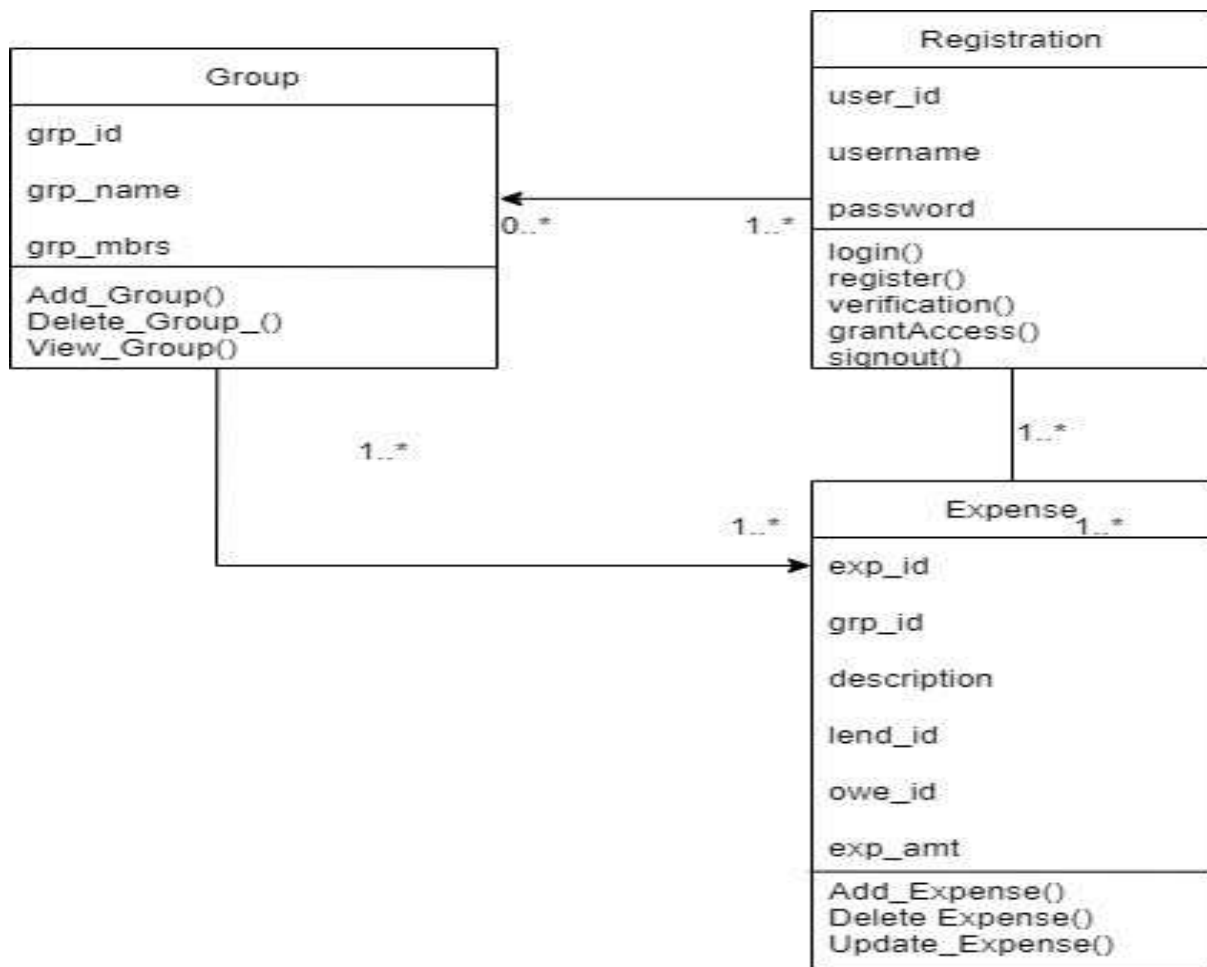 Group
grp_id
grp_name
grp_mbrs
Add_Group()
Delete_Group_()
View_Group()
Registration
user_id
username
password
login()
register()
verification()
grantAccess()
signout()
0..*
1..*
1..*
1..*
1..*
1..*
Expense
exp_id
grp_id
description
lend_id
owe_id
exp_amt
Add_Expense()
Delete Expense()
Update_Expense()